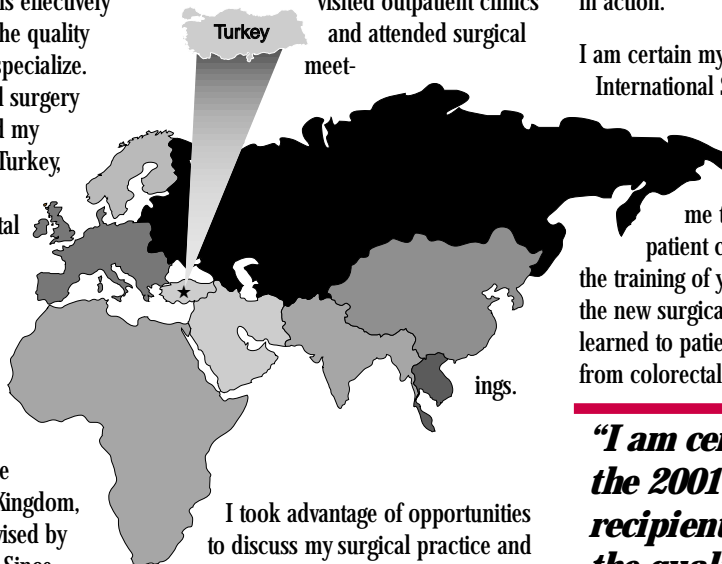 is effectively
he quality
specialize.
l surgery
d my
Turkey,
tal
e
Kingdom,
vised by
Since
Turkey
visited outpatient clinics
and attended surgical
meet-
ings.
I took advantage of opportunities
to discuss my surgical practice and
in action.
I am certain my
International S
me t
patient c
the training of y
the new surgica
learned to patie
from colorectal
“I am cer
the 2001
recipient
the qual